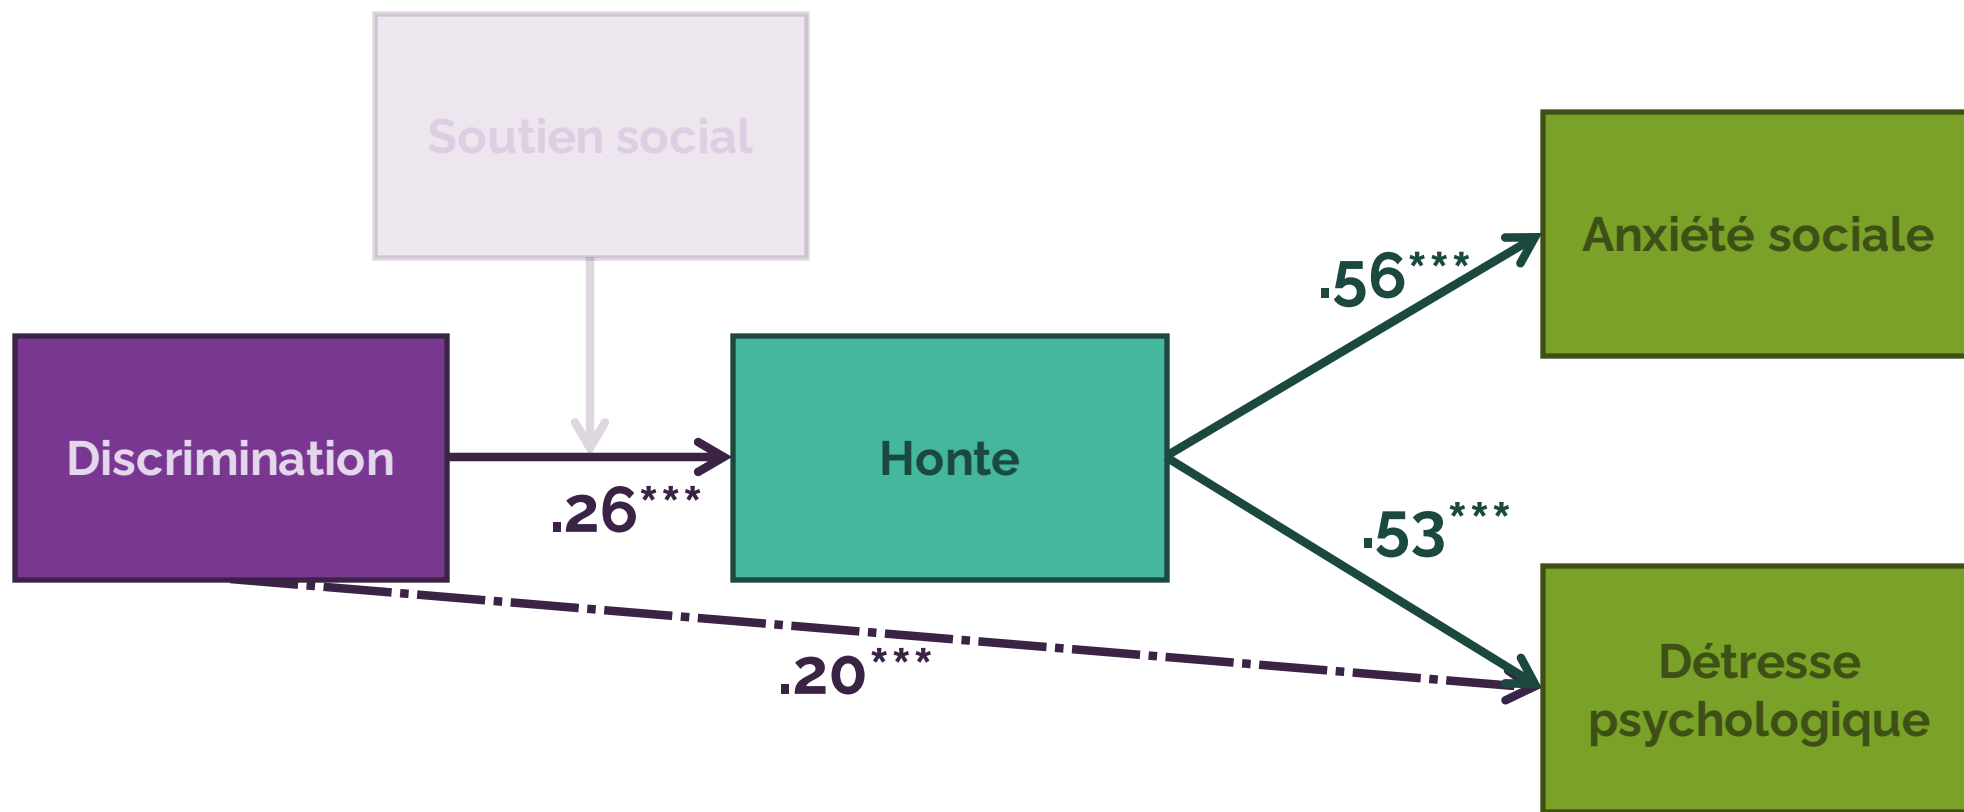 Soutien social
Anxiété sociale
.56***
Discrimination
Honte
.26***
.53***
.20***
Détresse
psychologique